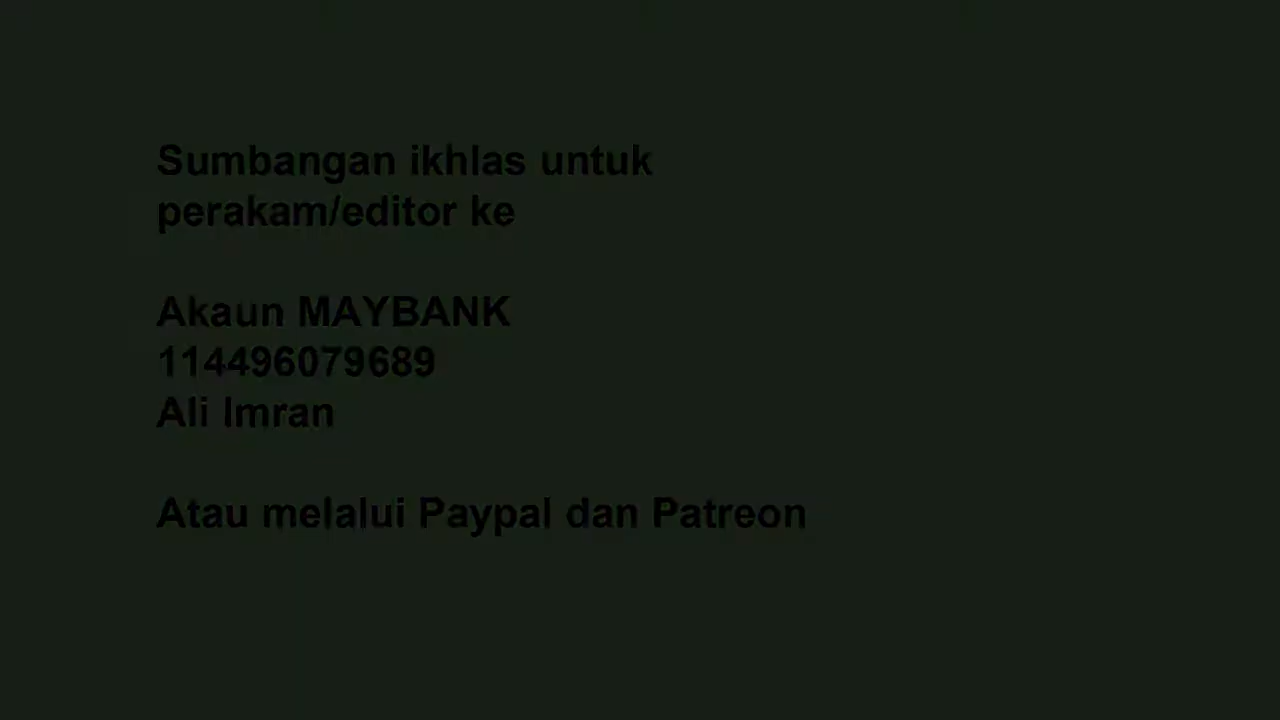 Sumbangan ikhlas untuk
perakam/editor ke
Akaun MAYBANK
114496079689
Ali Imran
Atau melalui Paypal dan Patreon